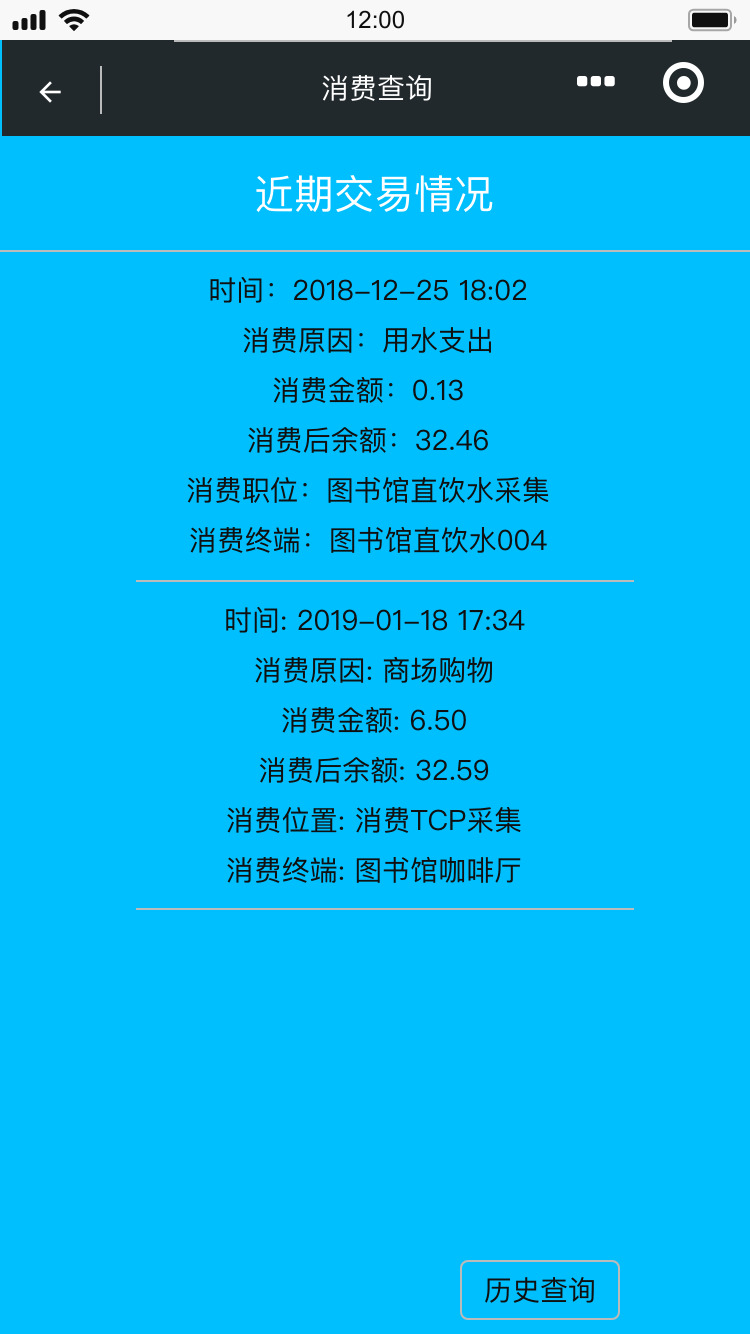 12:00
消费查询
近期交易情况
时间：2018-12-25 18:02
消费原因：用水支出
消费金额：0.13
消费后余额：32.46
消费职位：图书馆直饮水采集
消费终端：图书馆直饮水004
时间: 2019-01-18 17:34
消费原因: 商场购物
消费金额: 6.50
消费后余额: 32.59
消费位置: 消费TCP采集
消费终端: 图书馆咖啡厅
历史查询